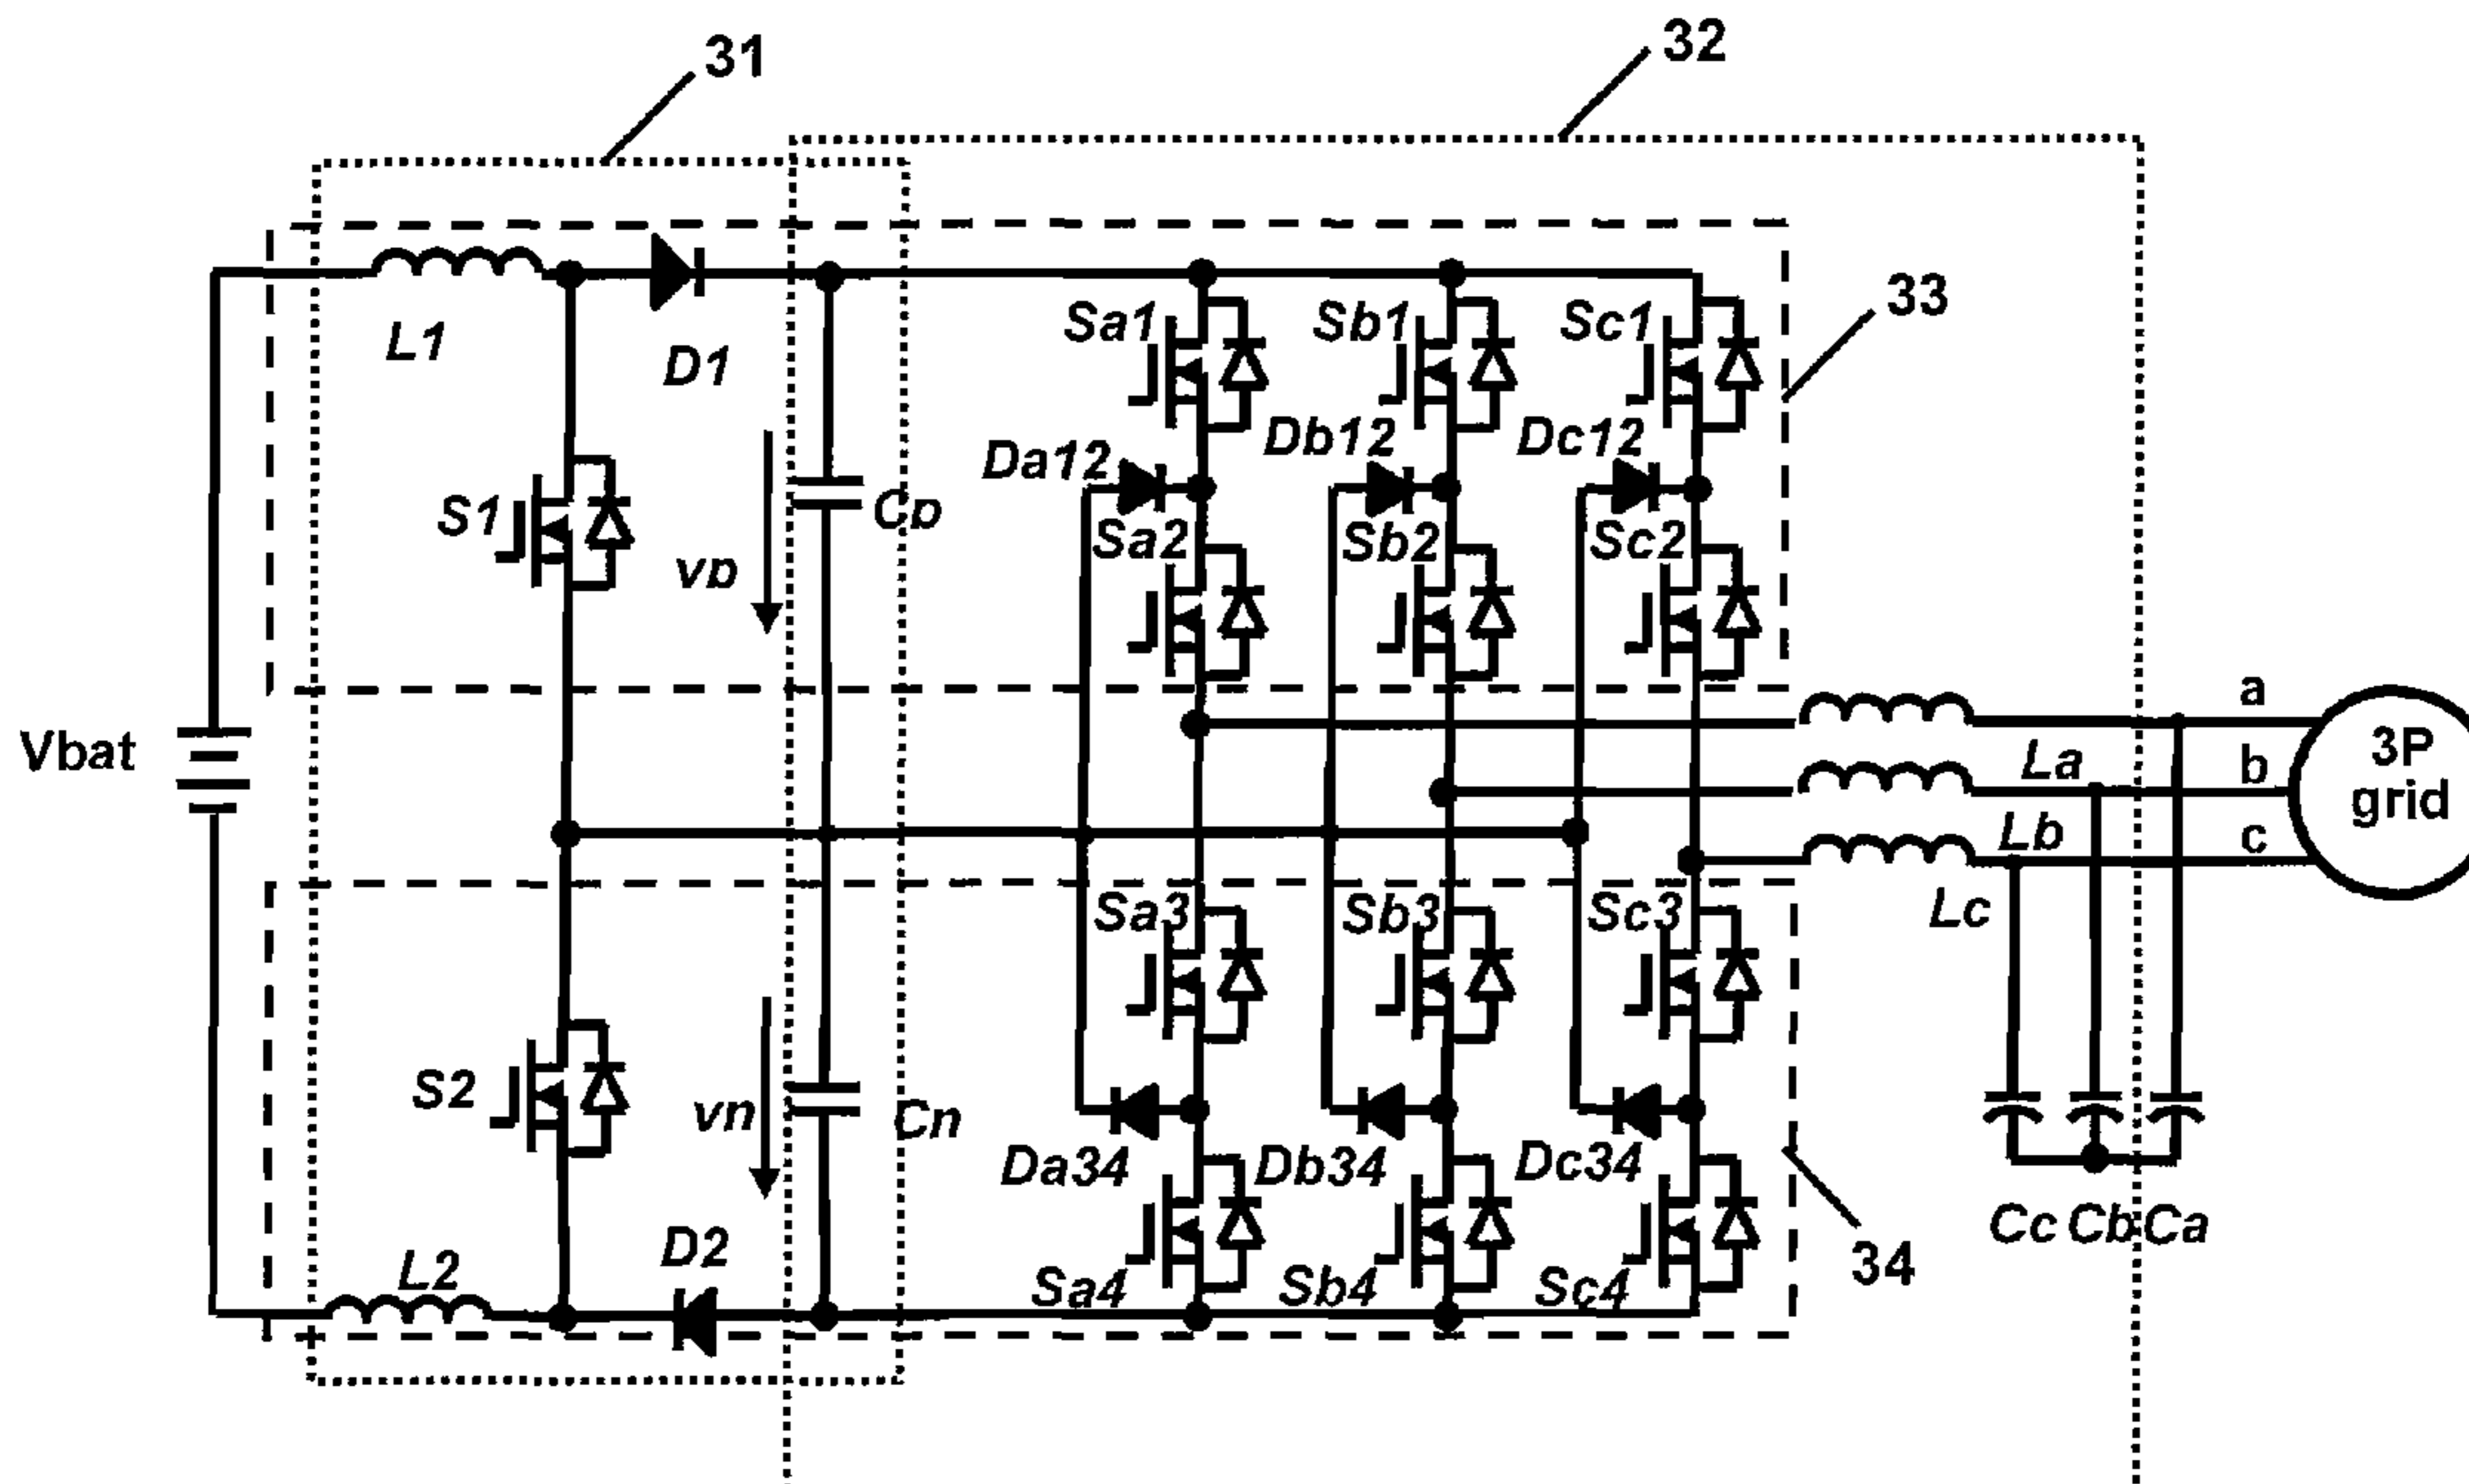 31
32
33
L1
D1
Sa1
Sb1
Sc1
Da12
Db12
Dc12
S1
Cp
vp
Sa2
Sb2
Sc2
Vbat
a
b
c
3P
grid
La
Lb
Lc
Sa3
Sb3
Sc3
S2
vn
Cn
Da34
Db34
Dc34
L2
D2
Sa4
Sb4
Sc4
Cc Cb Ca
34